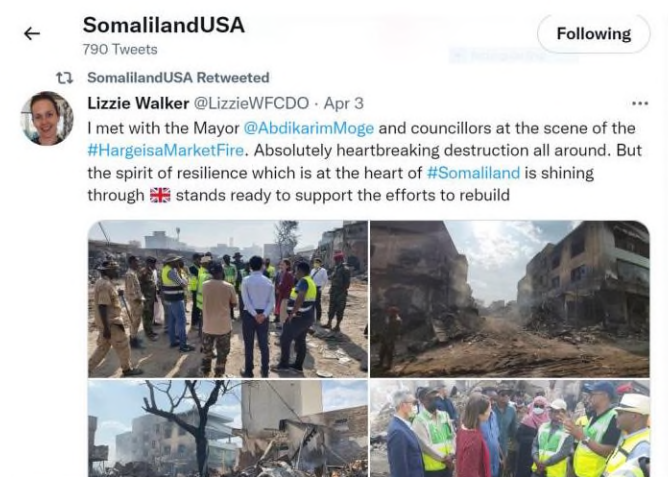 SomalilandUSA
790 Tweets
Following
SomalilandUSA Retweeted
Lizzie Walker @LizzieWFCDO · Apr 3
I met with the Mayor @AbdikarimMoge and councillors at the scene of the
#HargeisaMarketFire. Absolutely heartbreaking destruction all around. But
the spirit of resilience which is at the heart of #Somaliland is shining
through 🇬🇧 stands ready to support the efforts to rebuild